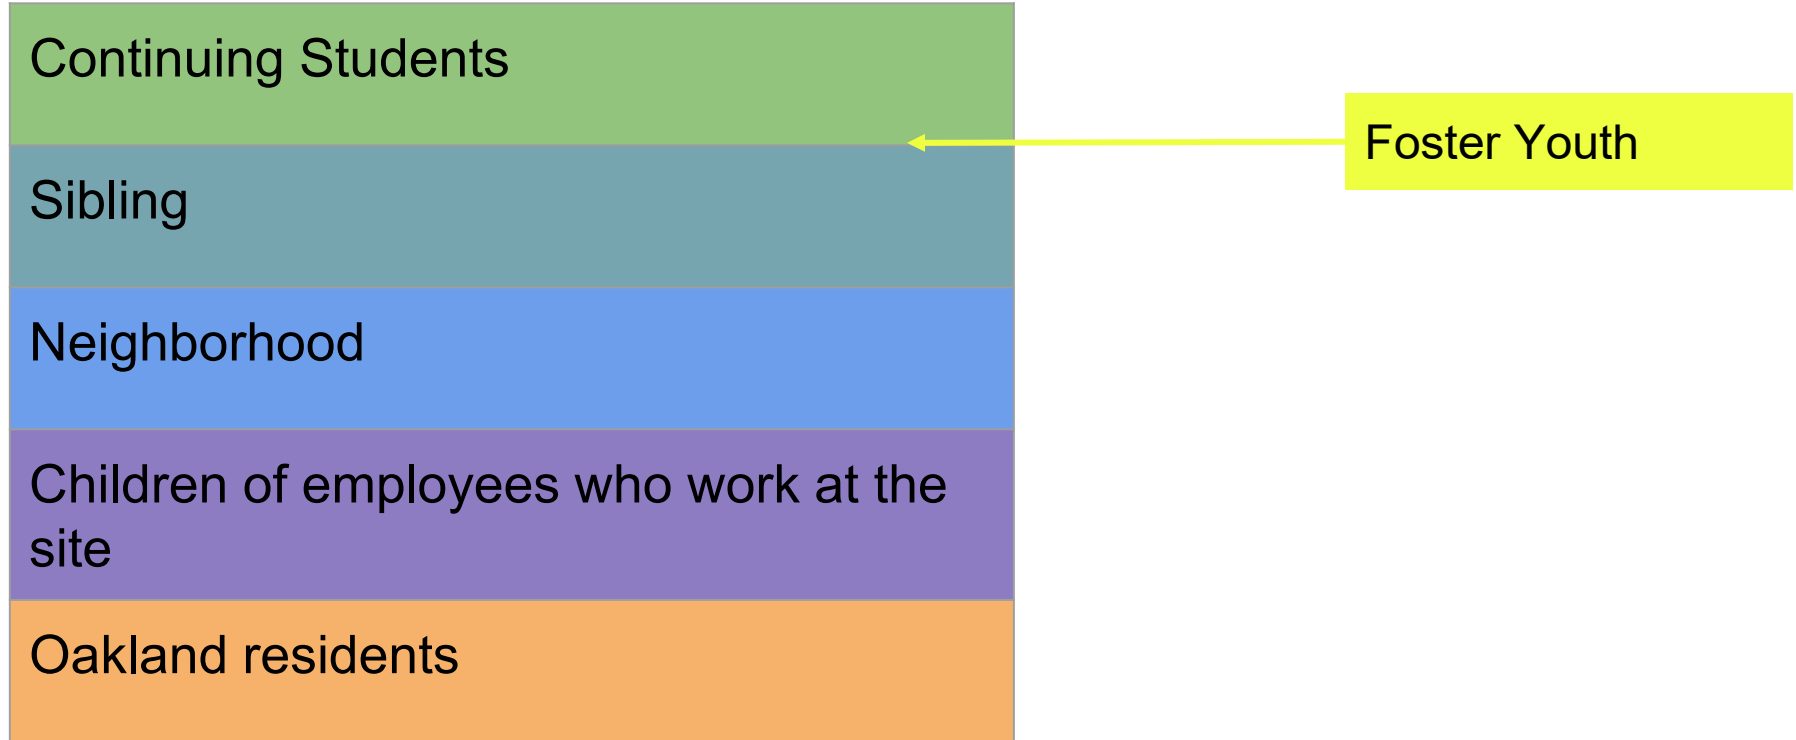 Continuing Students
Foster Youth
Sibling
Neighborhood
Children of employees who work at the
site
Oakland residents